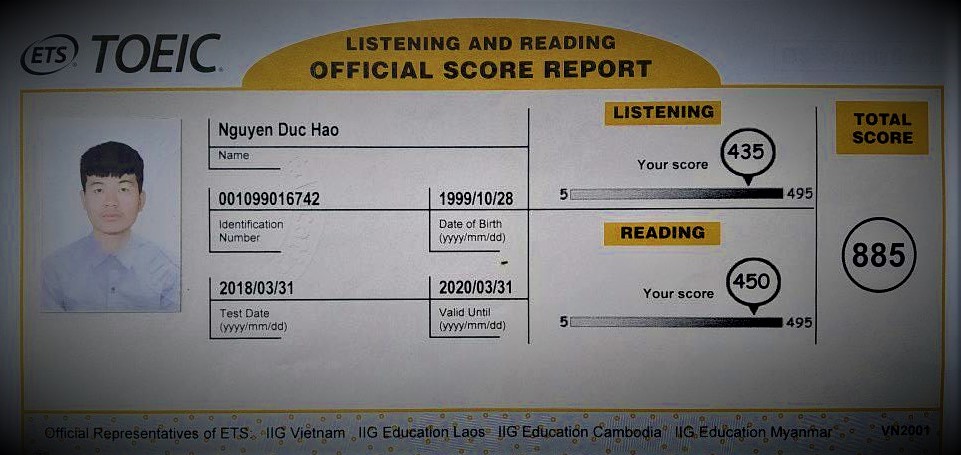 ETS TOEIC
LISTENING AND READING
OFFICIAL SCORE REPORT
Nguyen Duc Hao
Name
001099016742
Identification
Number
1999/10/28
Date of Birth
(yyyy/mm/dd)
2018/03/31
Test Date
(yyyy/mm/dd)
2020/03/31
Valid Until
(yyyy/mm/dd)
LISTENING
Your score 435
5 495
READING
Your score 450
5 495
TOTAL
SCORE
885
Official Representatives of ETS. IIG Vietnam IIG Education Laos IIG Education Cambodia IIG Education Myanmar VN2001